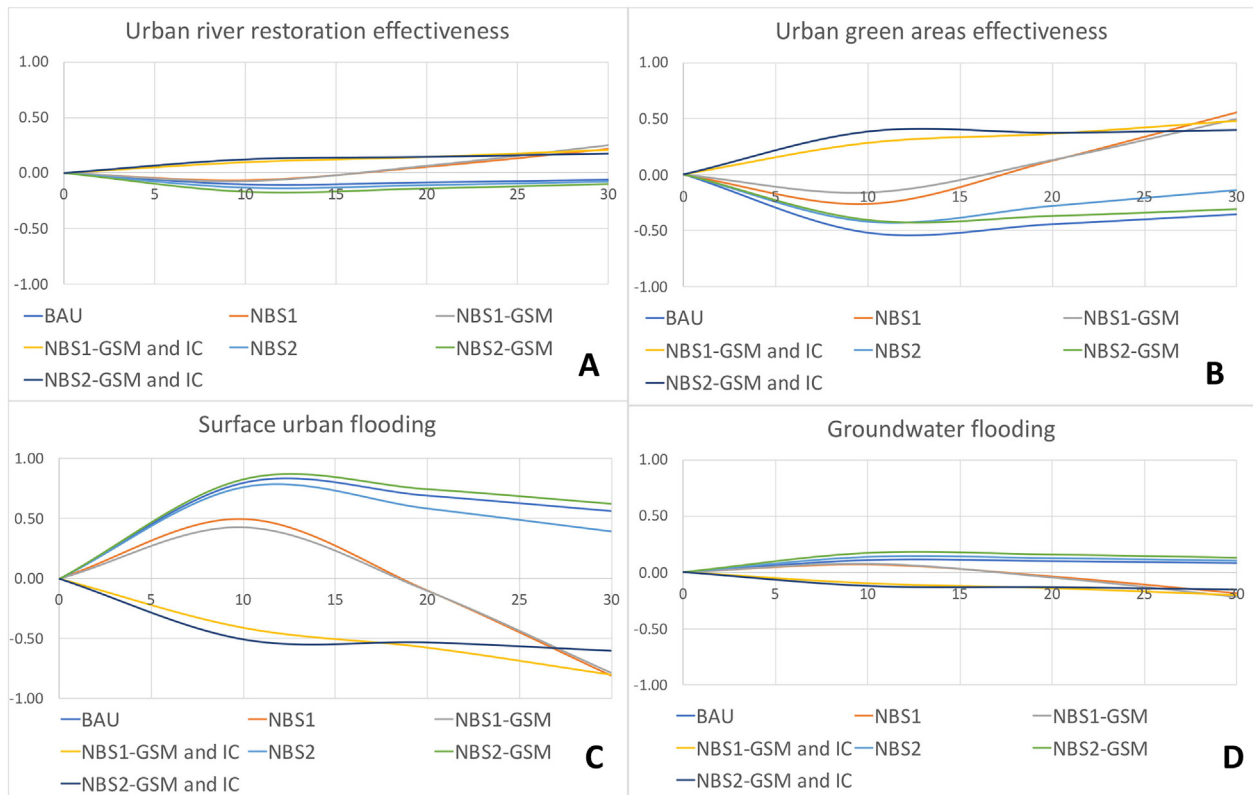 Urban river restoration effectiveness
1.00
0.50
0.00
0 5 10 15 20 25 30
-0.50
-1.00
BAU NBS1 NBS1-GSM
NBS1-GSM and IC NBS2 NBS2-GSM
NBS2-GSM and IC
A
Urban green areas effectiveness
1.00
0.50
0.00
0 5 10 15 20 25 30
-0.50
-1.00
BAU NBS1 NBS1-GSM
NBS1-GSM and IC NBS2 NBS2-GSM
NBS2-GSM and IC
B
Surface urban flooding
1.00
0.50
0.00
0 5 10 15 20 25 30
-0.50
-1.00
BAU NBS1 NBS1-GSM
NBS1-GSM and IC NBS2 NBS2-GSM
NBS2-GSM and IC
C
Groundwater flooding
1.00
0.50
0.00
0 5 10 15 20 25 30
-0.50
-1.00
BAU NBS1 NBS1-GSM
NBS1-GSM and IC NBS2 NBS2-GSM
NBS2-GSM and IC
D